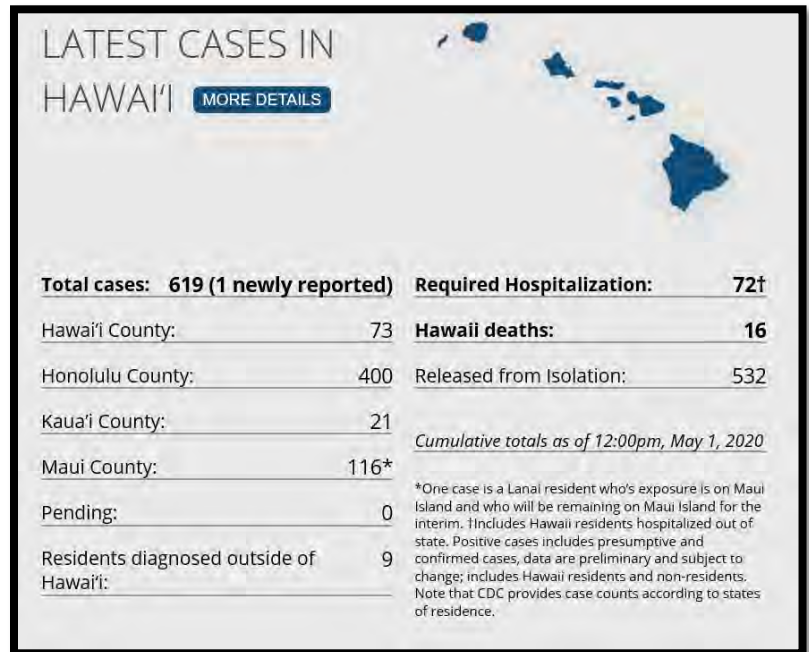 LATEST CASES IN
HAWAIʻI MORE DETAILS
Total cases: 619 (1 newly reported)
Hawaiʻi County: 73
Honolulu County: 400
Kauaʻi County: 21
Maui County: 116*
Pending: 0
Residents diagnosed outside of 9
Hawaiʻi:
Required Hospitalization: 72†
Hawaii deaths: 16
Released from Isolation: 532
Cumulative totals as of 12:00pm, May 1, 2020
*One case is a Lanai resident who's exposure is on Maui
Island and who will be remaining on Maui Island for the
interim. †Includes Hawaii residents hospitalized out of
state. Positive cases includes presumptive and
confirmed cases, data are preliminary and subject to
change; includes Hawaii residents and non-residents.
Note that CDC provides case counts according to states
of residence.